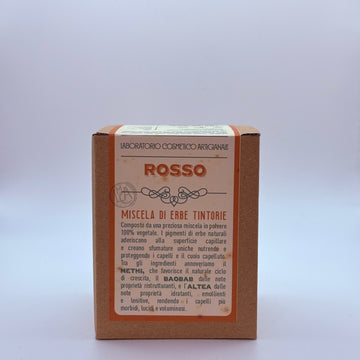 LABORATORIO COSMETICO ARTIGIANALE
ROSSO
MISCELA DI ERBE TINTORIE
Composto da una preziosa miscela in polvere
100% vegetale. I pigmenti di erbe naturali
aderiscono alla superficie capillare
e creano sfumature uniche nutrendo e
proteggendo i capelli e il cuoio capelluto.
Tra gli ingredienti annoveriamo il
METHI, che favorisce il naturale ciclo
di crescita, il BAOBAB dalle note
proprietà ristrutturanti, e l'ALTEA dalle
note proprietà idratanti, emollienti
e lenitive, rendendo i capelli più
morbidi, lucidi e voluminosi.